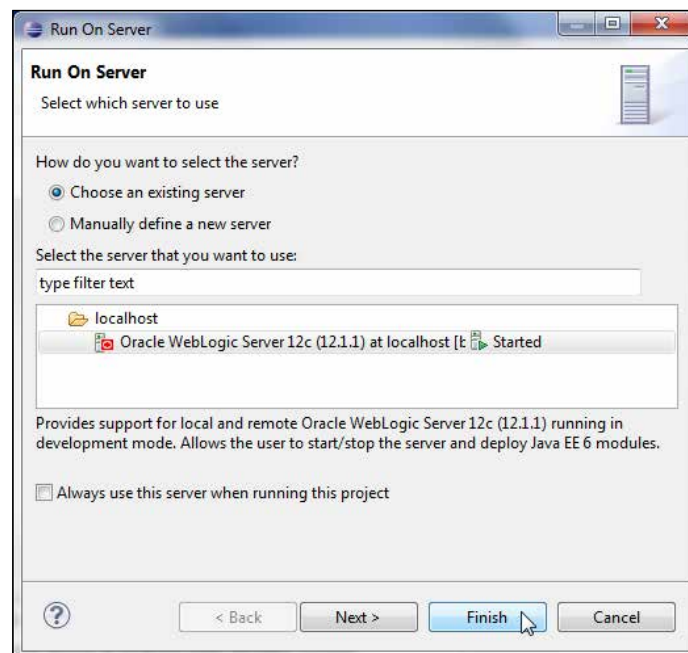 Run On Server
Run On Server
Select which server to use
How do you want to select the server?
Choose an existing server
Manually define a new server
Select the server that you want to use:
type filter text
localhost
Oracle WebLogic Server 12c (12.1.1) at localhost [b Started
Provides support for local and remote Oracle WebLogic Server 12c (12.1.1) running in
development mode. Allows the user to start/stop the server and deploy Java EE 6 modules.
Always use this server when running this project
? < Back Next > Finish Cancel